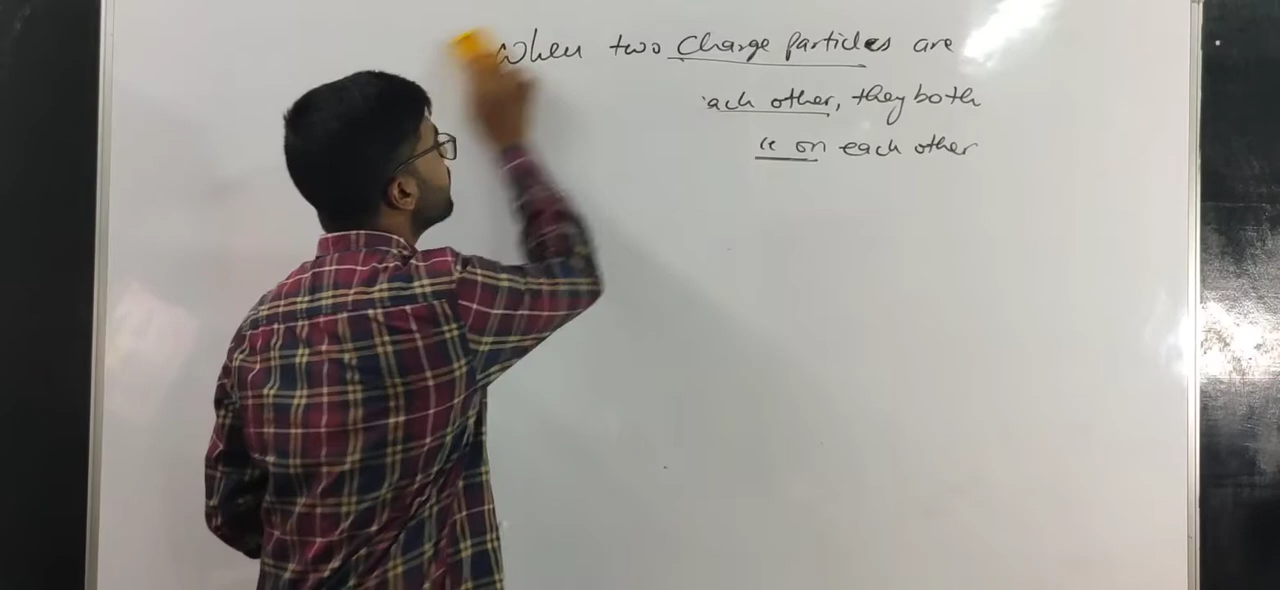 When two Charge particles are
ach other, they both
on each other